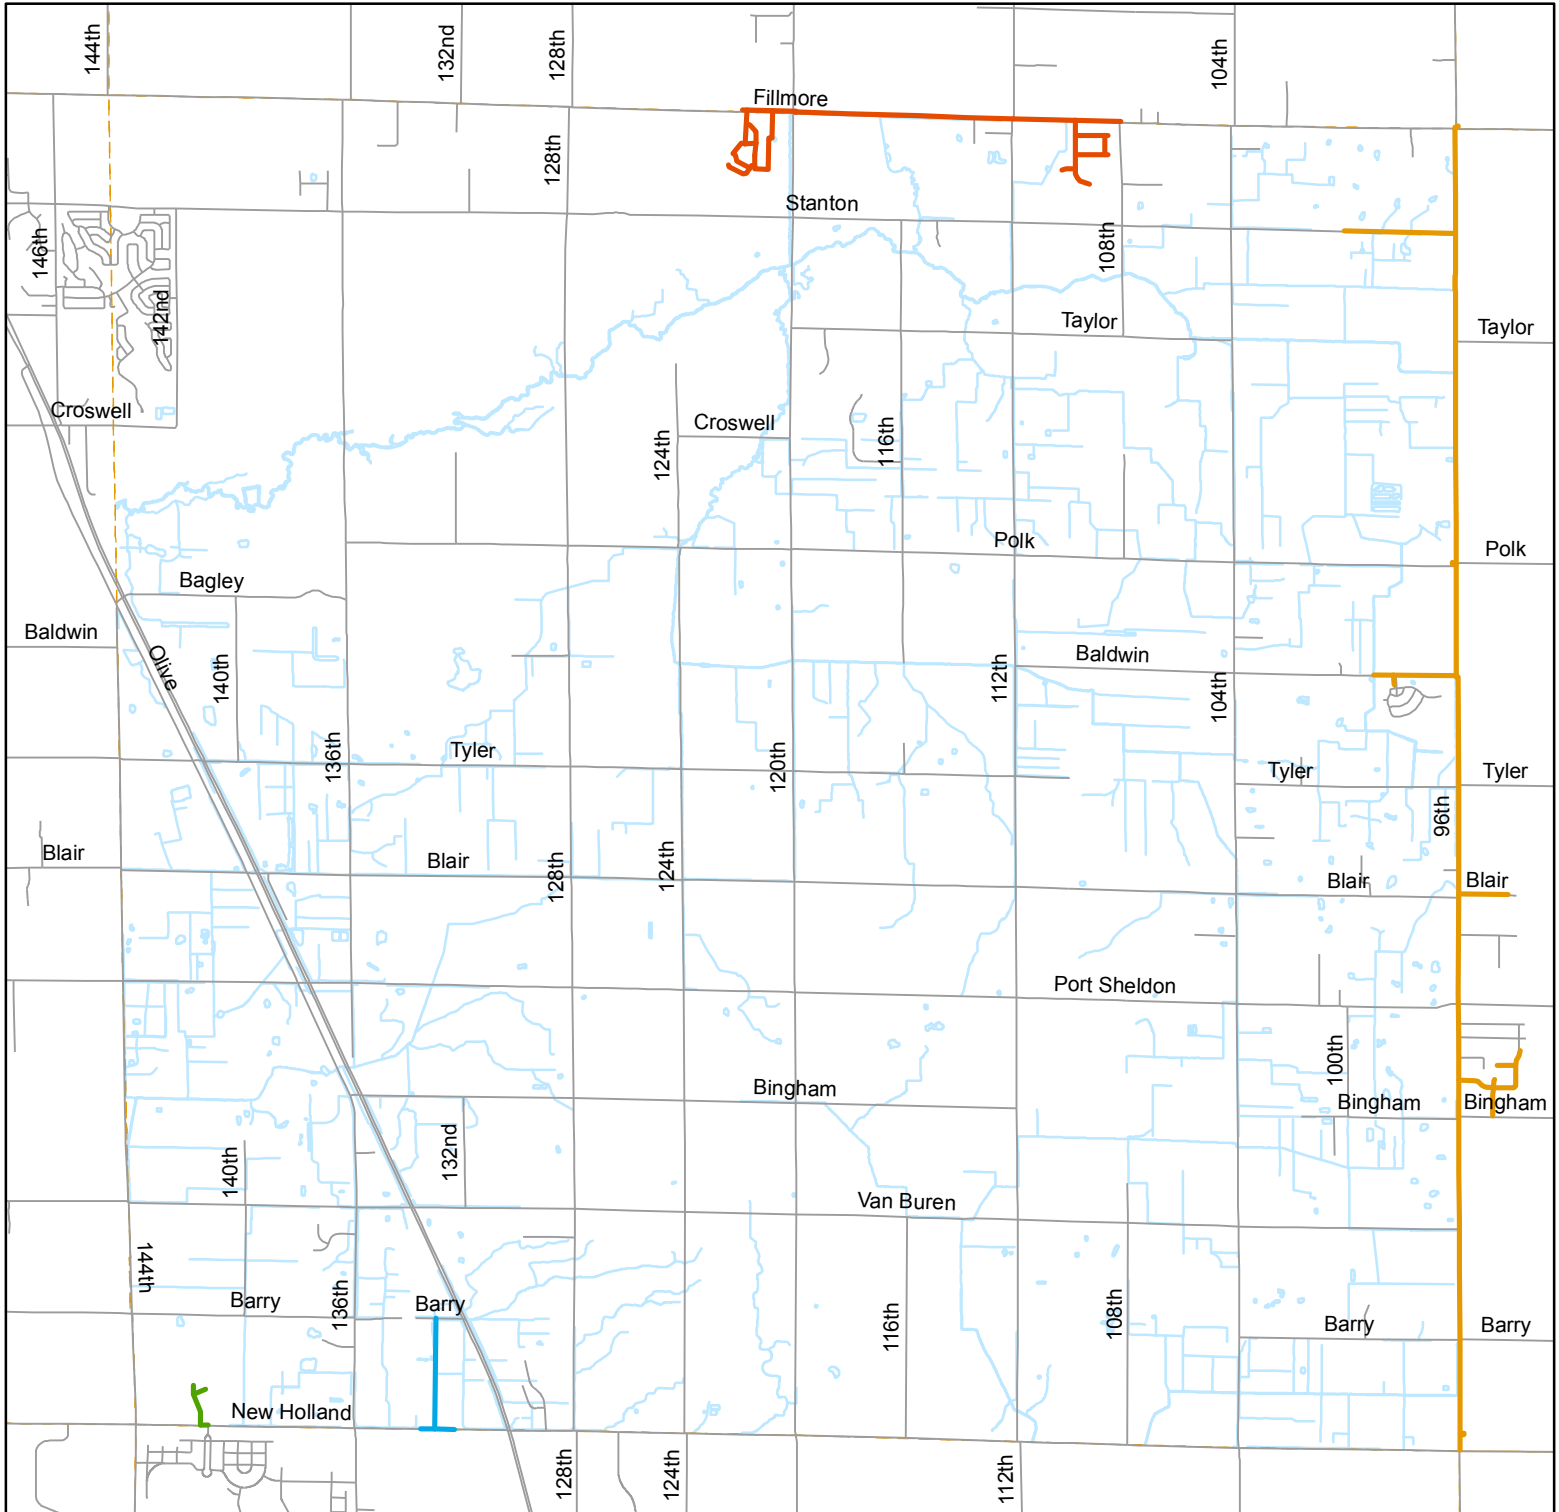 144th
132nd
128th
104th
Fillmore
128th
112th
Stanton
146th
108th
142nd
Taylor
Taylor
Croswell
Croswell
124th
116th
Polk
Polk
Bagley
Baldwin
Olive
140th
Baldwin
112th
104th
136th
Tyler
120th
Tyler
Tyler
96th
Blair
Blair
128th
124th
Blair
Blair
Port Sheldon
100th
Bingham
Bingham
Bingham
140th
132nd
Van Buren
144th
Barry
136th
Barry
116th
108th
Barry
Barry
New Holland
128th
124th
112th